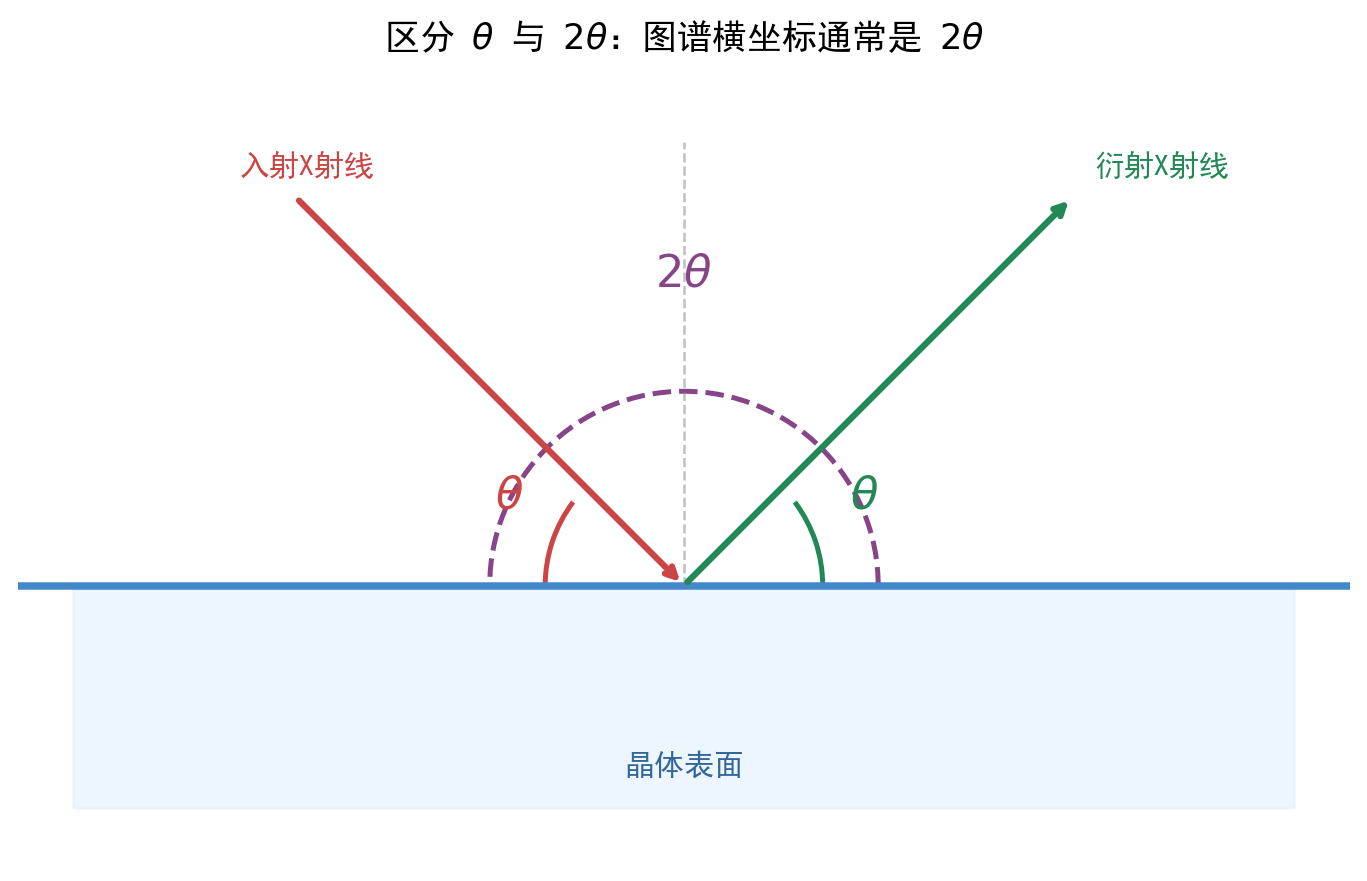 区分 θ 与 2θ：图谱横坐标通常是 2θ
入射X射线
衍射X射线
2θ
θ
θ
晶体表面